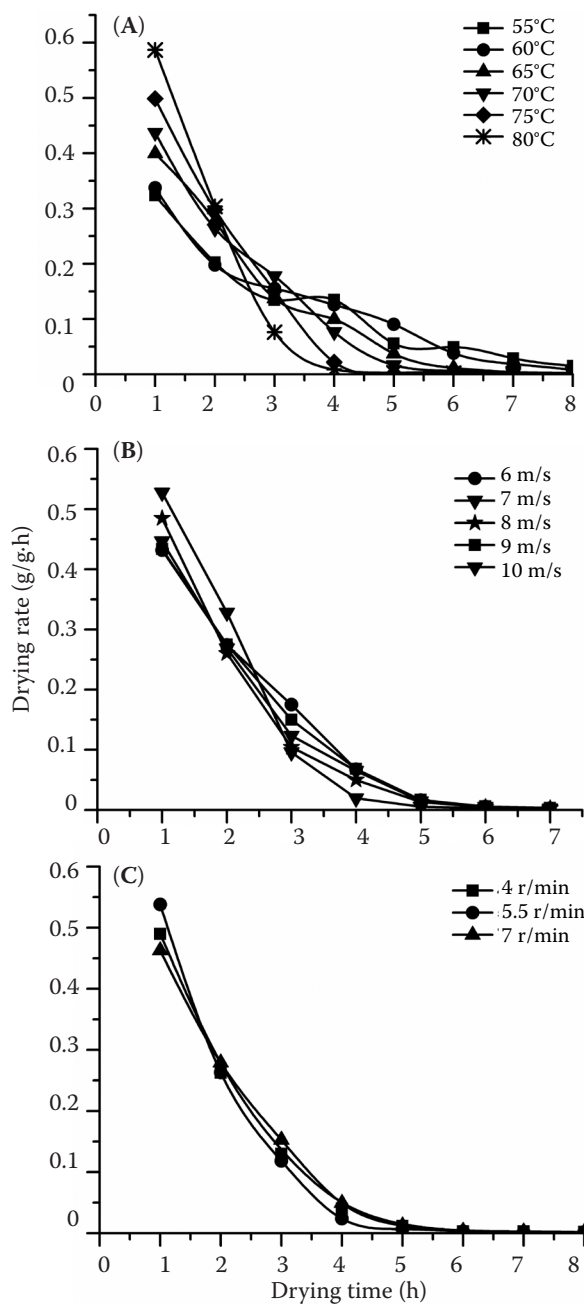 (A)
55°C
60°C
65°C
70°C
75°C
80°C
0.6
0.5
0.4
0.3
0.2
0.1
0
0 1 2 3 4 5 6 7 8
(B)
6 m/s
7 m/s
8 m/s
9 m/s
10 m/s
0.6
0.5
0.4
0.3
0.2
0.1
0
Drying rate (g/g·h)
0 1 2 3 4 5 6 7
(C)
4 r/min
5.5 r/min
7 r/min
0.6
0.5
0.4
0.3
0.2
0.1
0
0 1 2 3 4 5 6 7 8
Drying time (h)